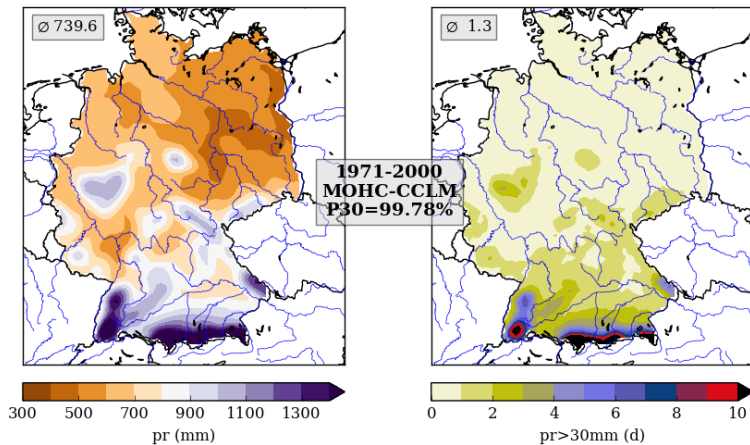 ∅ 739.6
∅ 1.3
1971-2000
MOHC-CCLM
P30=99.78%
300 500 700 900 1100 1300
pr (mm)
0 2 4 6 8 10
pr>30mm (d)